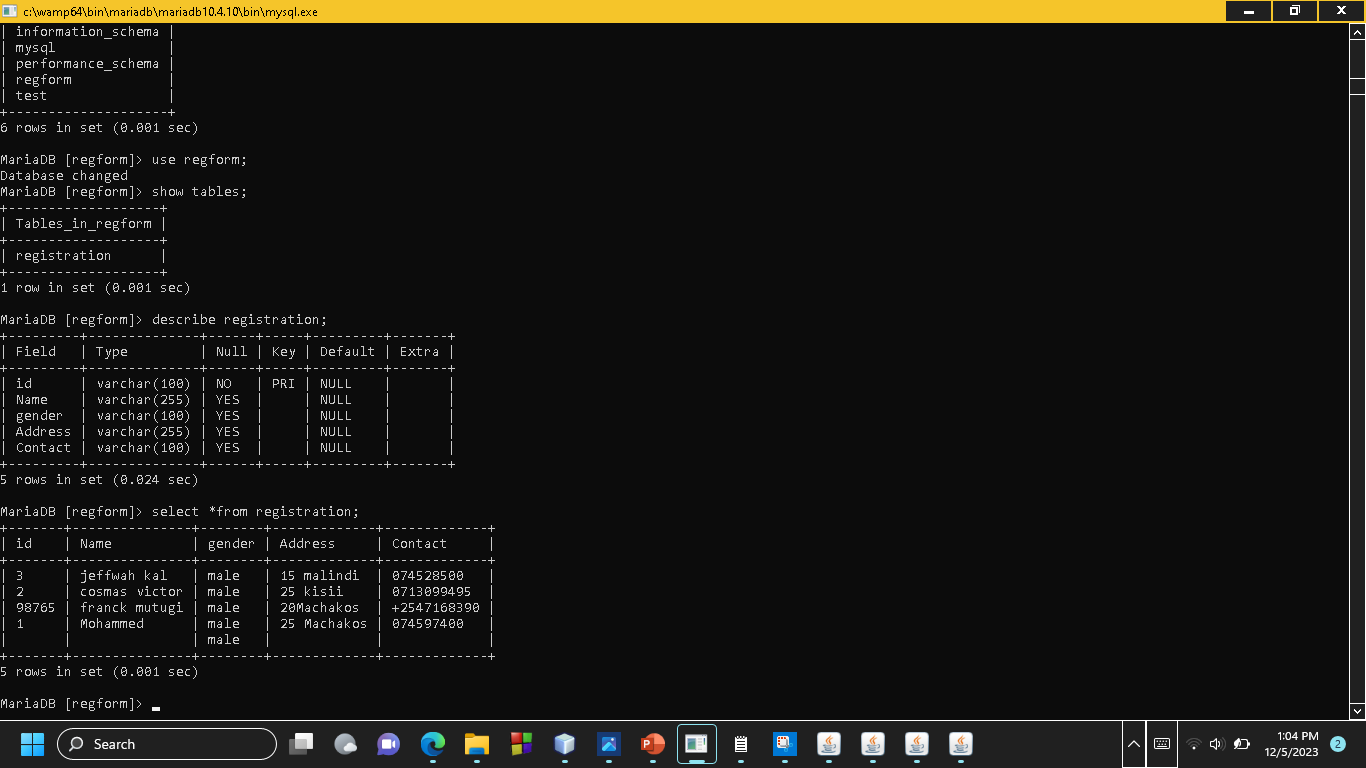 c:\wamp64\bin\mariadb\mariadb10.4.10\bin\mysql.exe
| information_schema |
| mysql              |
| performance_schema |
| regform            |
| test               |
+--------------------+
6 rows in set (0.001 sec)
MariaDB [regform]> use regform;
Database changed
MariaDB [regform]> show tables;
+-------------------+
| Tables_in_regform |
+-------------------+
| registration      |
+-------------------+
1 row in set (0.001 sec)
MariaDB [regform]> describe registration;
+---------+--------------+------+-----+---------+-------+
| Field   | Type         | Null | Key | Default | Extra |
+---------+--------------+------+-----+---------+-------+
| id      | varchar(100) | NO   | PRI | NULL    |       |
| Name    | varchar(255) | YES  |     | NULL    |       |
| gender  | varchar(100) | YES  |     | NULL    |       |
| Address | varchar(255) | YES  |     | NULL    |       |
| Contact | varchar(100) | YES  |     | NULL    |       |
+---------+--------------+------+-----+---------+-------+
5 rows in set (0.024 sec)
MariaDB [regform]> select *from registration;
+-------+---------------+--------+-------------+-------------+
| id    | Name          | gender | Address     | Contact     |
+-------+---------------+--------+-------------+-------------+
| 3     | jeffwah kal   | male   | 15 malindi  | 074528500   |
| 2     | cosmas victor | male   | 25 kisii    | 0713099495  |
| 98765 | franck mutugi | male   | 20Machakos  | +2547168390 |
| 1     | Mohammed      | male   | 25 Machakos | 074597400   |
|       |               | male   |             |             |
+-------+---------------+--------+-------------+-------------+
5 rows in set (0.001 sec)
MariaDB [regform]>
Search
1:04 PM
12/5/2023
2